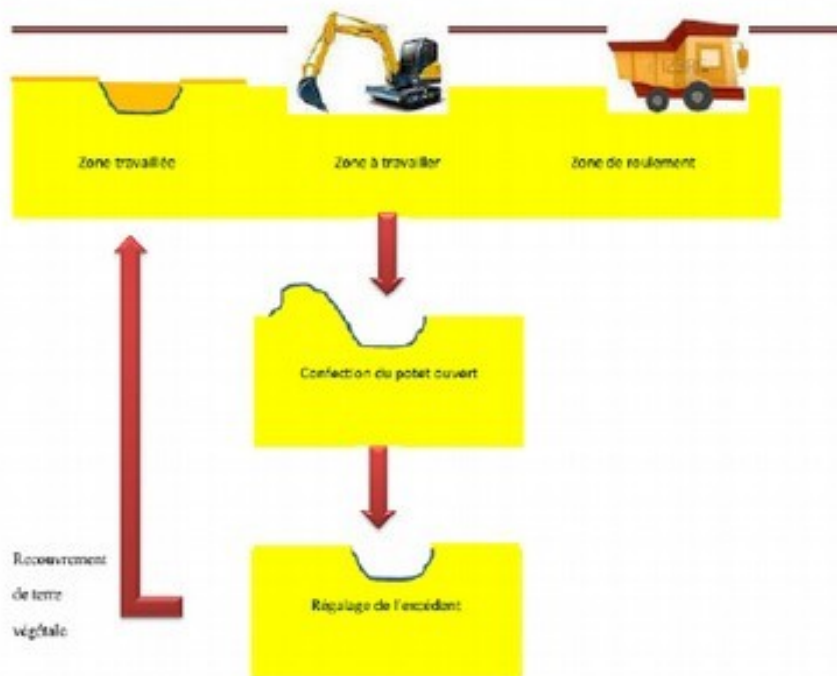 Zone travaillée
Zone à travailler
Zone de roulement
Confection du potet ouvert
Recouvrement
de terre
végétale
Régalage de l'excédent